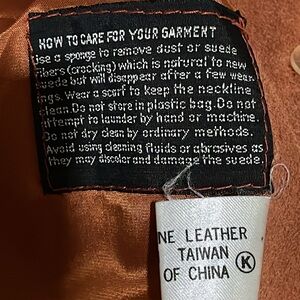 HOW TO CARE FOR YOUR GARMENT
Use a sponge to remove dust or suede
fibers (crocking) which is natural to new
suede but will disappear after a few wear-
ings. Wear a scarf to keep the neckline
clean. Do not store in plastic bag. Do not
attempt to launder by hand or machine.
Do not dry clean by ordinary methods.
Avoid using cleaning fluids or abrasives as
they may discolor and damage the suede.
NE LEATHER
TAIWAN
OF CHINA K